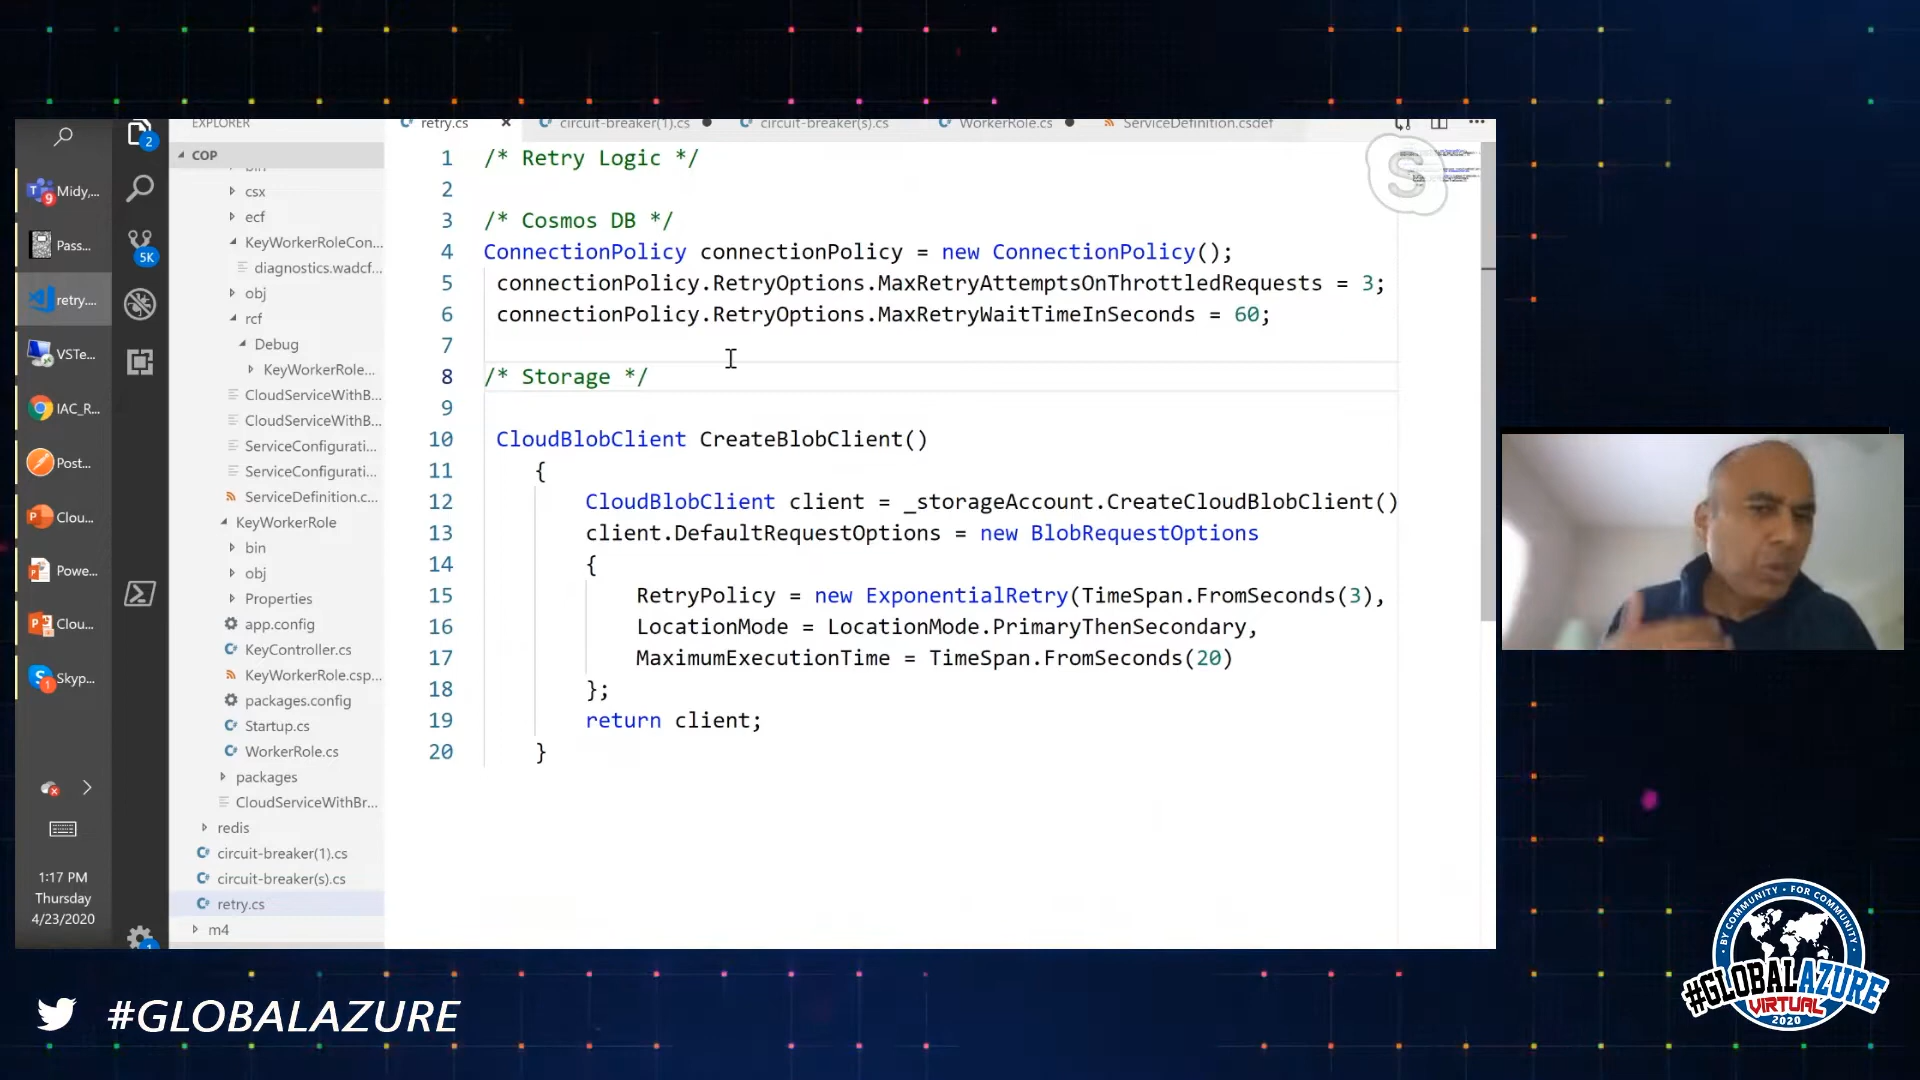 EXPLORER
COP
bin
csx
ecf
KeyWorkerRoleCon...
diagnostics.wadcf...
obj
rcf
Debug
KeyWorkerRole...
CloudServiceWithB...
CloudServiceWithB...
ServiceConfigurati...
ServiceConfigurati...
ServiceDefinition.c...
KeyWorkerRole
bin
obj
Properties
app.config
KeyController.cs
KeyWorkerRole.csp...
packages.config
Startup.cs
WorkerRole.cs
packages
CloudServiceWithBr...
redis
circuit-breaker(1).cs
circuit-breaker(s).cs
retry.cs
m4
Midy,...
9
Pass...
retry....
VSTe...
IAC_R...
Post...
Clou...
Powe...
Clou...
Skyp...
1
1:17 PM
Thursday
4/23/2020
2
5K
1
retry.cs
circuit-breaker(1).cs
circuit-breaker(s).cs
WorkerRole.cs
ServiceDefinition.csdef
1 /* Retry Logic */
2
3 /* Cosmos DB */
4 ConnectionPolicy connectionPolicy = new ConnectionPolicy();
5 connectionPolicy.RetryOptions.MaxRetryAttemptsOnThrottledRequests = 3;
6 connectionPolicy.RetryOptions.MaxRetryWaitTimeInSeconds = 60;
7
8 /* Storage */
9
10 CloudBlobClient CreateBlobClient()
11 {
12 CloudBlobClient client = _storageAccount.CreateCloudBlobClient()
13 client.DefaultRequestOptions = new BlobRequestOptions
14 {
15 RetryPolicy = new ExponentialRetry(TimeSpan.FromSeconds(3),
16 LocationMode = LocationMode.PrimaryThenSecondary,
17 MaximumExecutionTime = TimeSpan.FromSeconds(20)
18 };
19 return client;
20 }
S
#GLOBALAZURE
BY COMMUNITY • FOR COMMUNITY
#GLOBALAZURE
VIRTUAL
2020